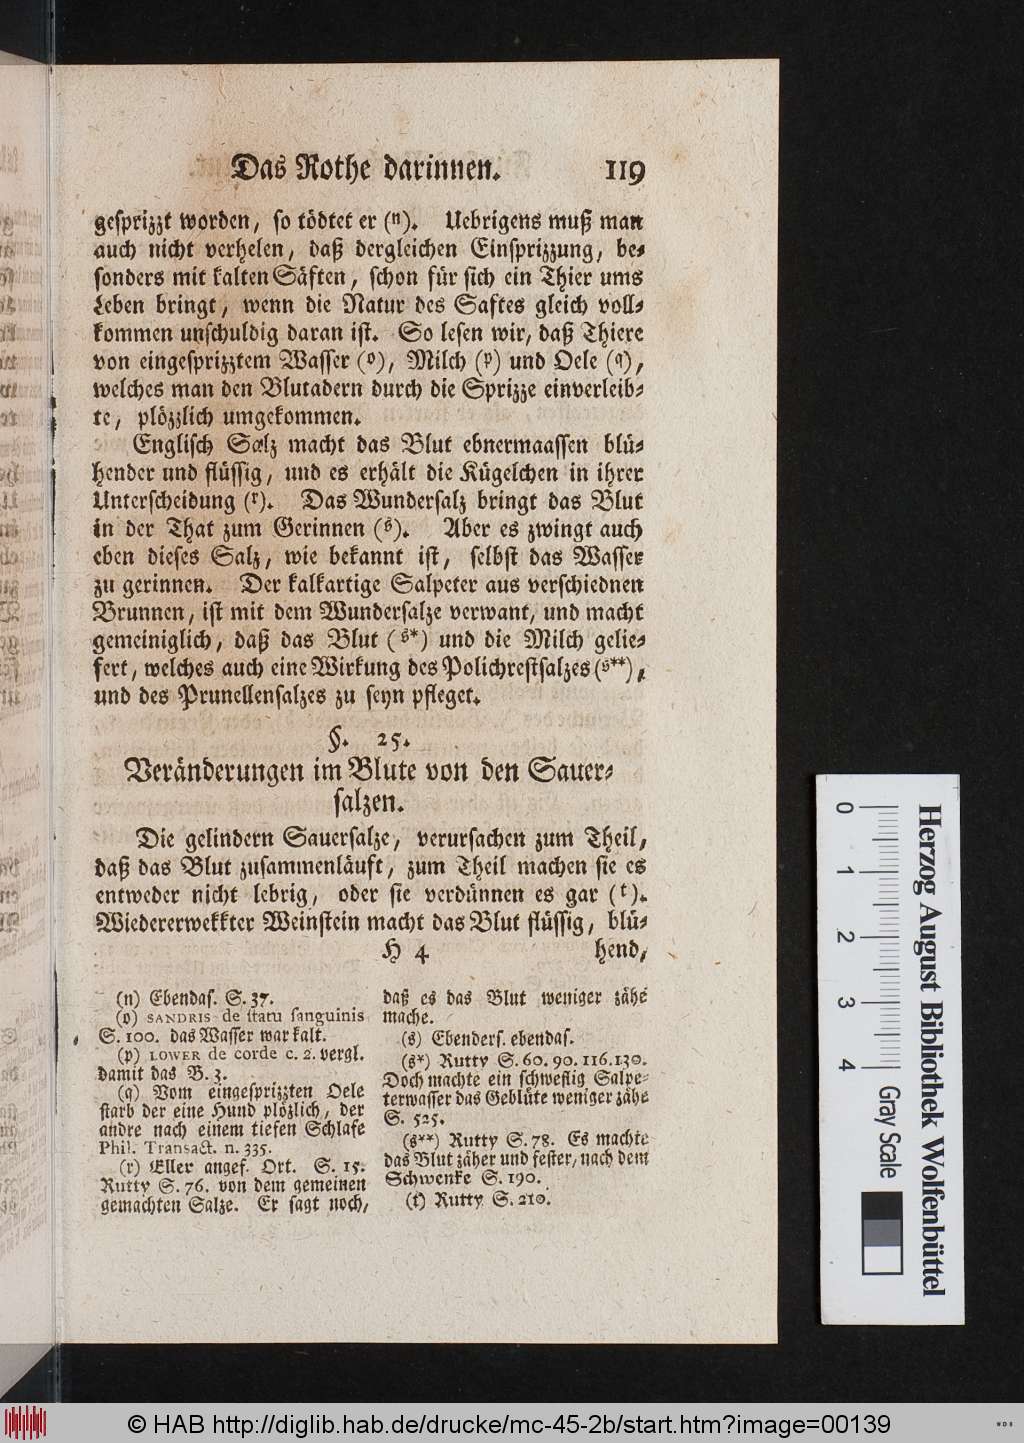 Das Rothe darinnen. 119
gesprizzt worden, so tödtet er (n). Uebrigens muß man
auch nicht verhelen, daß dergleichen Einsprizzung, be-
sonders mit kalten Säften, schon für sich ein Thier ums
Leben bringt, wenn die Natur des Saftes gleich voll-
kommen unschuldig daran ist. So lesen wir, daß Thiere
von eingesprizztem Wasser (o), Milch (p) und Oele (q),
welches man den Blutadern durch die Sprizze einverleib-
te, plözzlich umgekommen.
Englisch Salz macht das Blut ebnermaassen blü-
hender und flüssig, und es erhält die Kügelchen in ihrer
Unterscheidung (r). Das Wundersalz bringt das Blut
in der That zum Gerinnen (s). Aber es zwingt auch
eben dieses Salz, wie bekannt ist, selbst das Wasser
zu gerinnen. Der kalkartige Salpeter aus verschiednen
Brunnen, ist mit dem Wundersalze verwant, und macht
gemeiniglich, daß das Blut (s*) und die Milch gelie-
fert, welches auch eine Wirkung des Polichrestsalzes (s**),
und des Prunellensalzes zu seyn pfleget.
§. 25.
Veränderungen im Blute von den Sauer-
salzen.
Die gelindern Sauersalze, verursachen zum Theil,
daß das Blut zusammenläuft, zum Theil machen sie es
entweder nicht lebrig, oder sie verdünnen es gar (t).
Wiedererwekkter Weinstein macht das Blut flüssig, blü-
H 4 hend,
(n) Ebendas. S. 37.
(o) SANDRIS de statu sanguinis
S. 100. das Wasser war kalt.
(p) LOWER de corde c. 2. vergl.
damit das B. 3.
(q) Vom eingesprizzten Oele
starb der eine Hund plözlich, der
andre nach einem tiefen Schlafe
Phil. Transact. n. 335.
(r) Eller angef. Ort. S. 15.
Rutty S. 76. von dem gemeinen
gemachten Salze. Er sagt noch,
daß es das Blut weniger zähe
mache.
(s) Ebenders. ebendas.
(s*) Rutty S. 60. 90. 116. 130.
Doch machte ein schweflig Salpe-
terwasser das Geblüte weniger zähe
S. 525.
(s**) Rutty S. 78. Es machte
das Blut zäher und fester, nach dem
Schwenke S. 190.
(t) Rutty S. 210.
0 1 2 3 4
Herzog August Bibliothek Wolfenbüttel
Gray Scale
© HAB http://diglib.hab.de/drucke/mc-45-2b/start.htm?image=00139